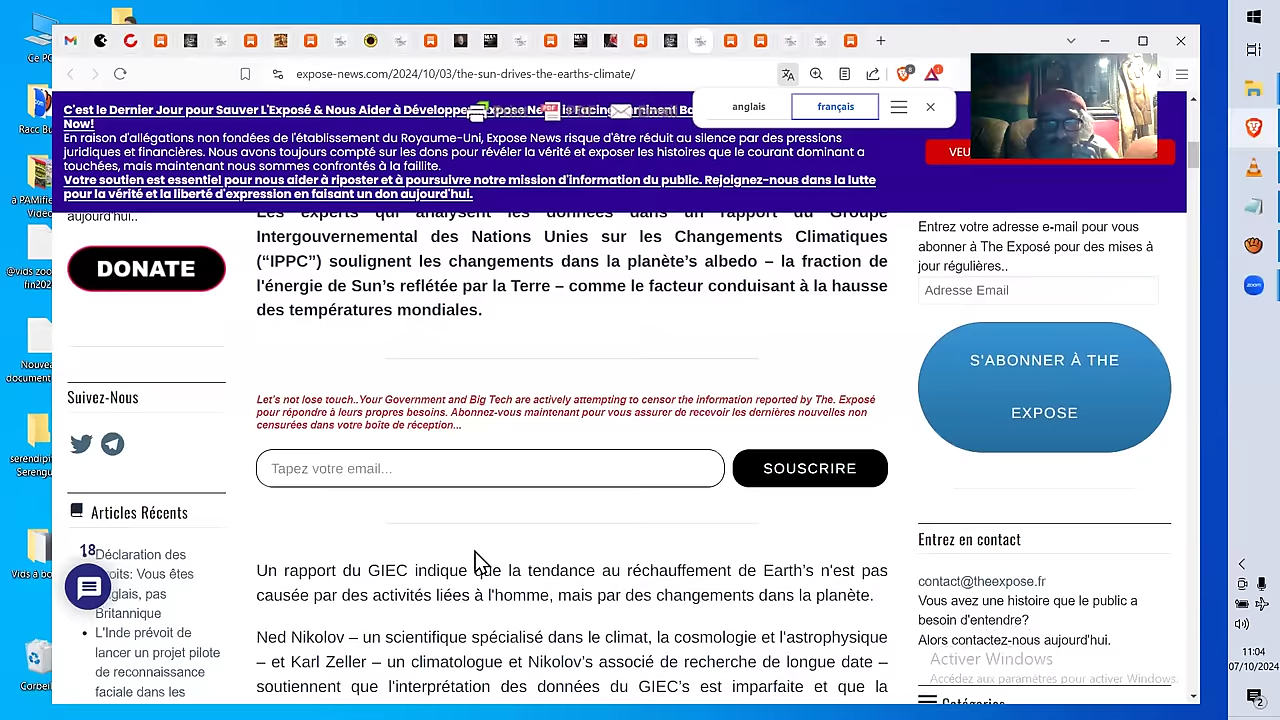 expose-news.com/2024/10/03/the-sun-drives-the-earths-climate/
anglais
français
C'est le Dernier Jour pour Sauver L'Exposé & Nous Aider à Développer
Now!
En raison d'allégations non fondées de l'établissement du Royaume-Uni, Expose News risque d'être réduit au silence par des pressions
juridiques et financières. Nous avons toujours compté sur les dons pour révéler la vérité et exposer les histoires que le courant dominant a
touchées, mais maintenant nous sommes confrontés à la faillite.
Votre soutien est essentiel pour nous aider à riposter et à poursuivre notre mission d'information du public. Rejoignez-nous dans la lutte
pour la vérité et la liberté d'expression en faisant un don aujourd'hui.
aujourd'hui..
DONATE
Suivez-Nous
Articles Récents
Déclaration des
Vous êtes
pas
Britannique
L'Inde prévoit de
lancer un projet pilote
de reconnaissance
faciale dans les
Les experts qui analysent les données dans un rapport du Groupe
Intergouvernemental des Nations Unies sur les Changements Climatiques
(“IPPC”) soulignent les changements dans la planète’s albedo – la fraction de
l'énergie de Sun’s reflétée par la Terre – comme le facteur conduisant à la hausse
des températures mondiales.
Let's not lose touch..Your Government and Big Tech are actively attempting to censor the information reported by The. Exposé
pour répondre à leurs propres besoins. Abonnez-vous maintenant pour vous assurer de recevoir les dernières nouvelles non
censurées dans votre boîte de réception...
Tapez votre email...
SOUSCRIRE
Un rapport du GIEC indique que la tendance au réchauffement de Earth’s n'est pas
causée par des activités liées à l'homme, mais par des changements dans la planète.
Ned Nikolov – un scientifique spécialisé dans le climat, la cosmologie et l'astrophysique
– et Karl Zeller – un climatologue et Nikolov’s associé de recherche de longue date –
soutiennent que l'interprétation des données du GIEC’s est imparfaite et que la
VEU
Entrez votre adresse e-mail pour vous
abonner à The Exposé pour des mises à
jour régulières..
Adresse Email
S'ABONNER À THE
EXPOSE
Entrez en contact
contact@theexpose.fr
Vous avez une histoire que le public a
besoin d'entendre?
Alors contactez-nous aujourd'hui.
Activer Windows
Accédez aux paramètres pour activer Windows.
Catégories
zoom
11:04
07/10/2024